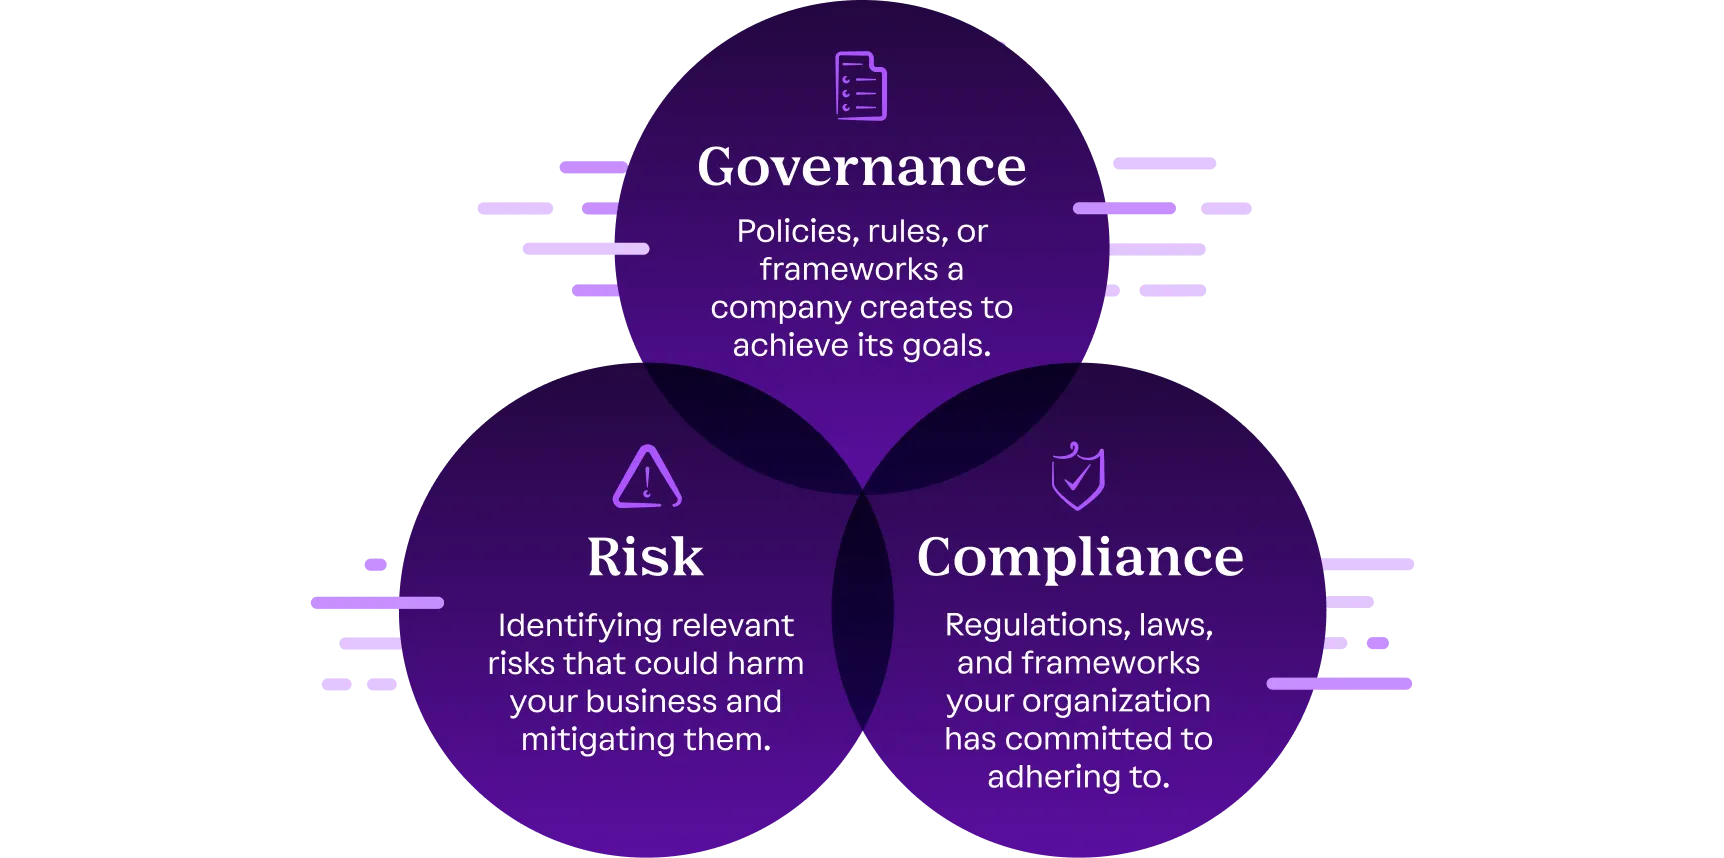 Governance
Policies, rules, or
frameworks a
company creates to
achieve its goals.
Risk
Identifying relevant
risks that could harm
your business and
mitigating them.
Compliance
Regulations, laws,
and frameworks
your organization
has committed to
adhering to.